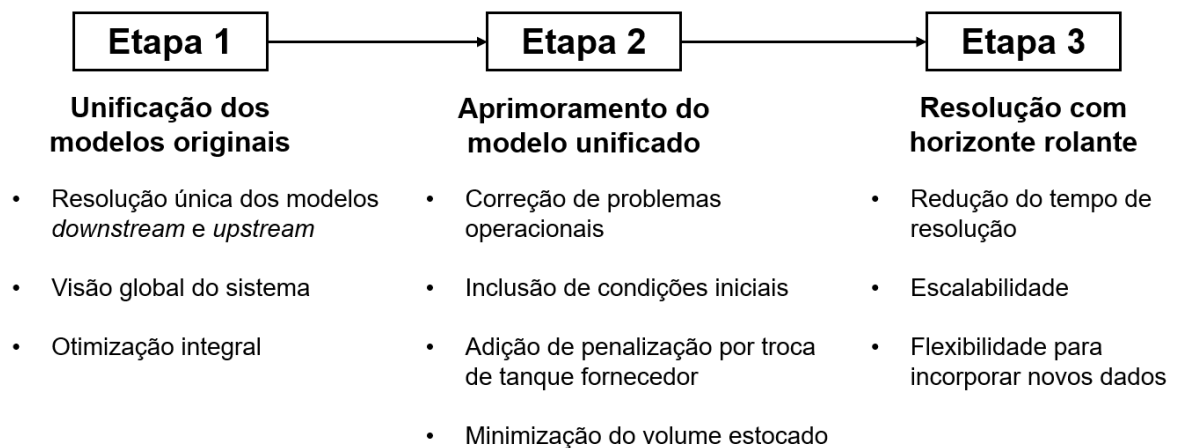 Etapa 1
Etapa 2
Etapa 3
Unificação dos
modelos originais
• Resolução única dos modelos
downstream e upstream
• Visão global do sistema
• Otimização integral
Aprimoramento do
modelo unificado
• Correção de problemas
operacionais
• Inclusão de condições iniciais
• Adição de penalização por troca
de tanque fornecedor
• Minimização do volume estocado
Resolução com
horizonte rolante
• Redução do tempo de
resolução
• Escalabilidade
• Flexibilidade para
incorporar novos dados